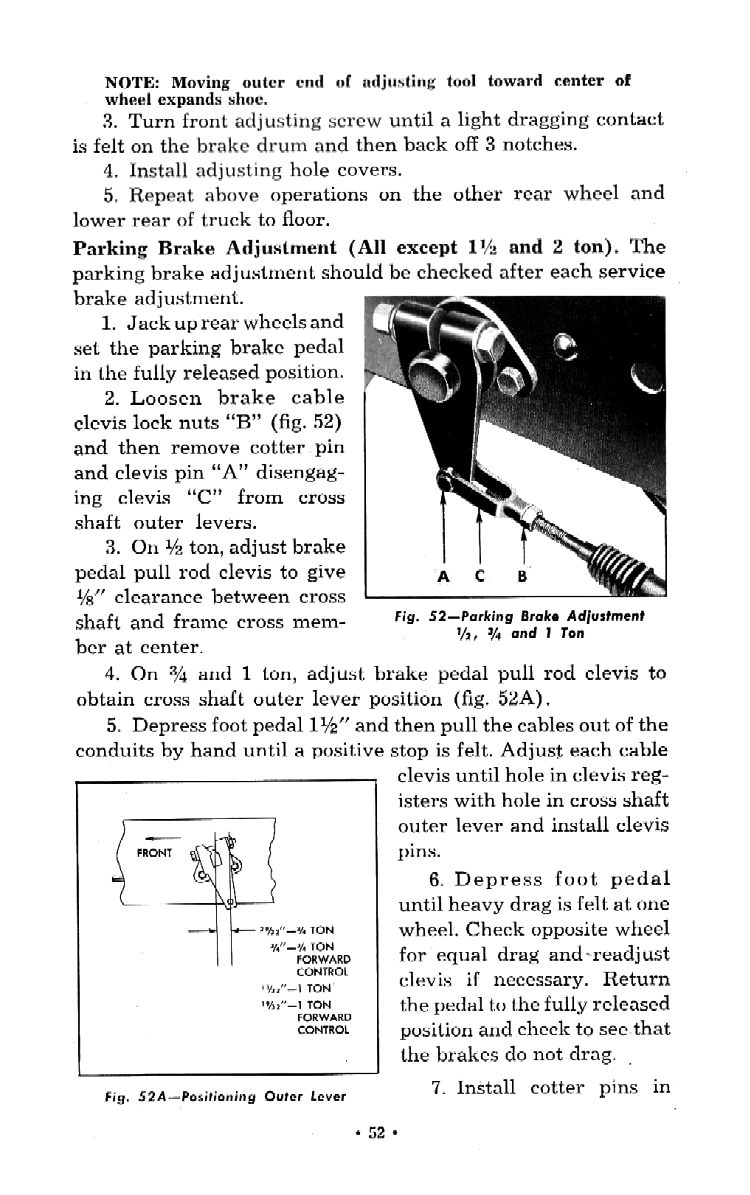 NOTE: Moving outer end of adjusting tool toward center of
wheel expands shoe.
3. Turn front adjusting screw until a light dragging contact
is felt on the brake drum and then back off 3 notches.
4. Install adjusting hole covers.
5. Repeat above operations on the other rear wheel and
lower rear of truck to floor.
Parking Brake Adjustment (All except 1½ and 2 ton). The
parking brake adjustment should be checked after each service
brake adjustment.
1. Jack up rear wheels and
set the parking brake pedal
in the fully released position.
2. Loosen brake cable
clevis lock nuts “B” (fig. 52)
and then remove cotter pin
and clevis pin “A” disengag-
ing clevis “C” from cross
shaft outer levers.
3. On ½ ton, adjust brake
pedal pull rod clevis to give
⅛″ clearance between cross
shaft and frame cross mem-
ber at center.
A C B
Fig. 52—Parking Brake Adjustment
½, ¾ and 1 Ton
4. On ¾ and 1 ton, adjust brake pedal pull rod clevis to
obtain cross shaft outer lever position (fig. 52A).
5. Depress foot pedal 1½″ and then pull the cables out of the
conduits by hand until a positive stop is felt. Adjust each cable
clevis until hole in clevis reg-
isters with hole in cross shaft
outer lever and install clevis
pins.
6. Depress foot pedal
until heavy drag is felt at one
wheel. Check opposite wheel
for equal drag and readjust
clevis if necessary. Return
the pedal to the fully released
position and check to see that
the brakes do not drag.
7. Install cotter pins in
FRONT
—¾ TON
¾″—¾ TON
FORWARD
CONTROL
—1 TON
—1 TON
FORWARD
CONTROL
Fig. 52A—Positioning Outer Lever
• 52 •